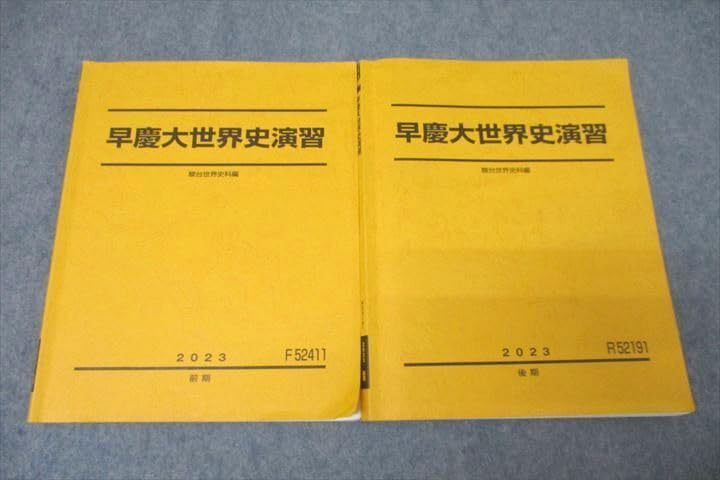 早慶大世界史演習
駿台世界史科編
2023 F52411
前期
早慶大世界史演習
駿台世界史科編
2023 R52191
後期